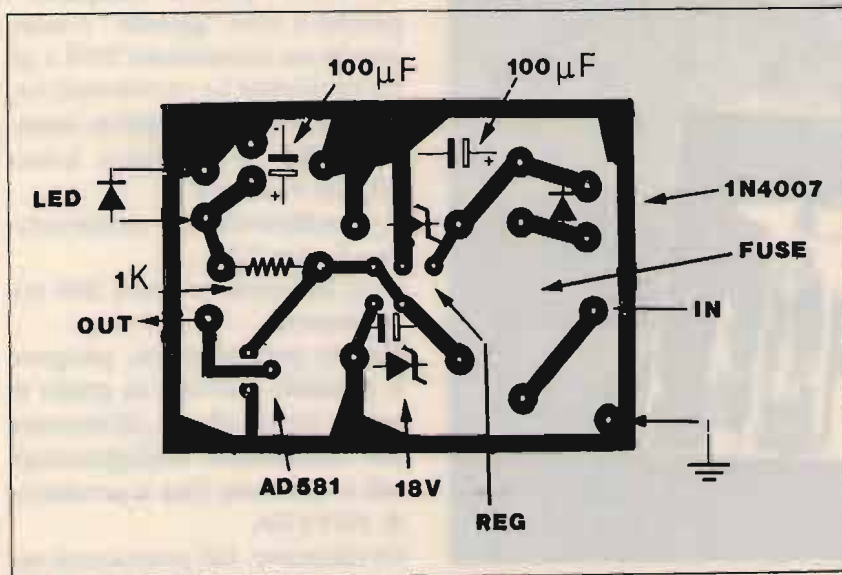 100µF
100µF
LED
1N4007
FUSE
1K
OUT
IN
AD581
18V
REG